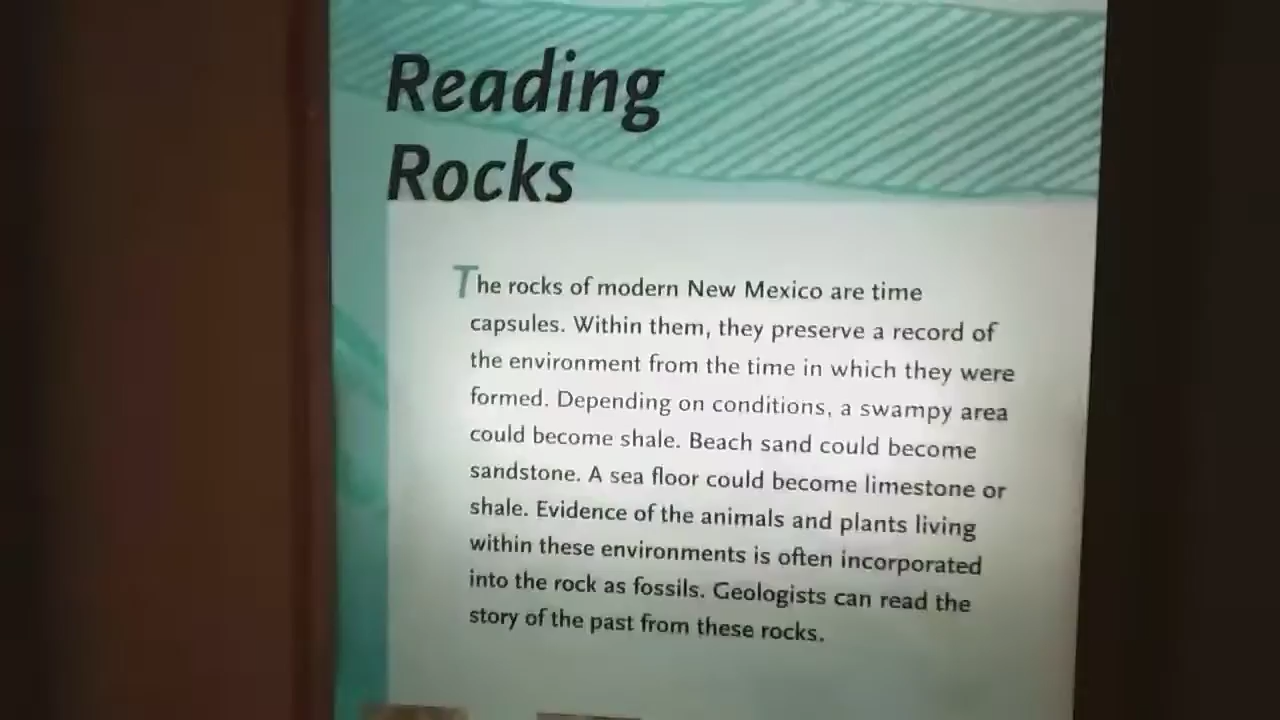 Reading
Rocks
The rocks of modern New Mexico are time
capsules. Within them, they preserve a record of
the environment from the time in which they were
formed. Depending on conditions, a swampy area
could become shale. Beach sand could become
sandstone. A sea floor could become limestone or
shale. Evidence of the animals and plants living
within these environments is often incorporated
into the rock as fossils. Geologists can read the
story of the past from these rocks.